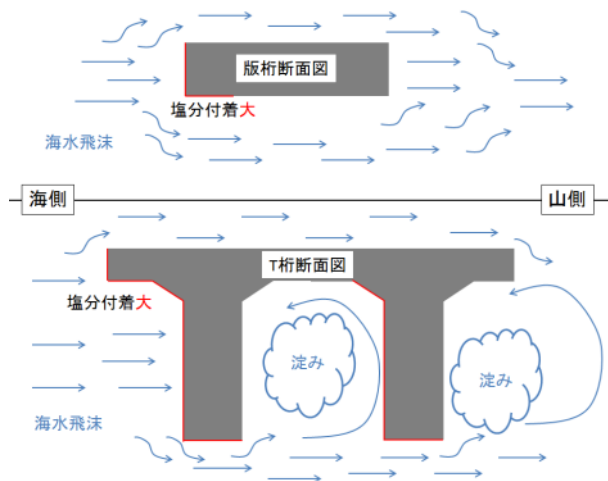 版桁断面図
塩分付着大
海水飛沫
海側
山側
T桁断面図
塩分付着大
淀み
淀み
海水飛沫